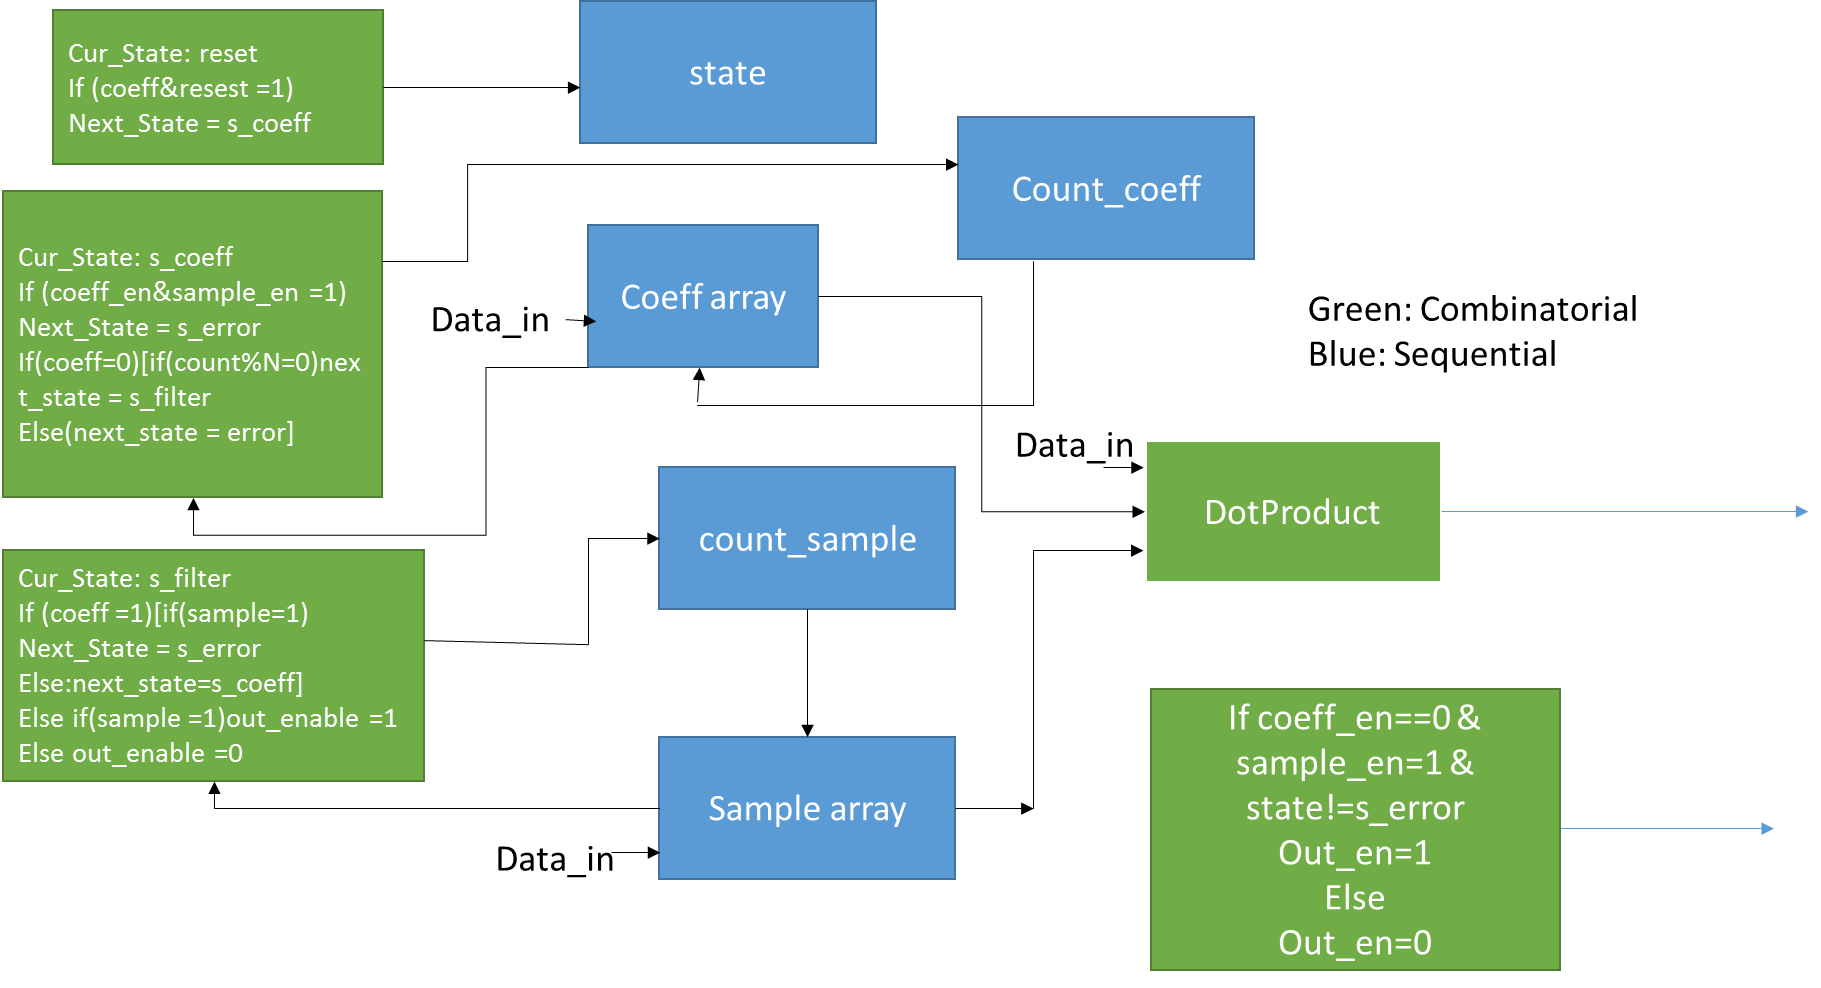 Cur_State: reset
If (coeff&resest =1)
Next_State = s_coeff
state
Count_coeff
Cur_State: s_coeff
If (coeff_en&sample_en =1)
Next_State = s_error
If(coeff=0)[if(count%N=0)nex
t_state = s_filter
Else(next_state = error]
Data_in
Coeff array
Green: Combinatorial
Blue: Sequential
Data_in
DotProduct
count_sample
Cur_State: s_filter
If (coeff =1)[if(sample=1)
Next_State = s_error
Else:next_state=s_coeff]
Else if(sample =1)out_enable =1
Else out_enable =0
Sample array
Data_in
If coeff_en==0 &
sample_en=1 &
state!=s_error
Out_en=1
Else
Out_en=0